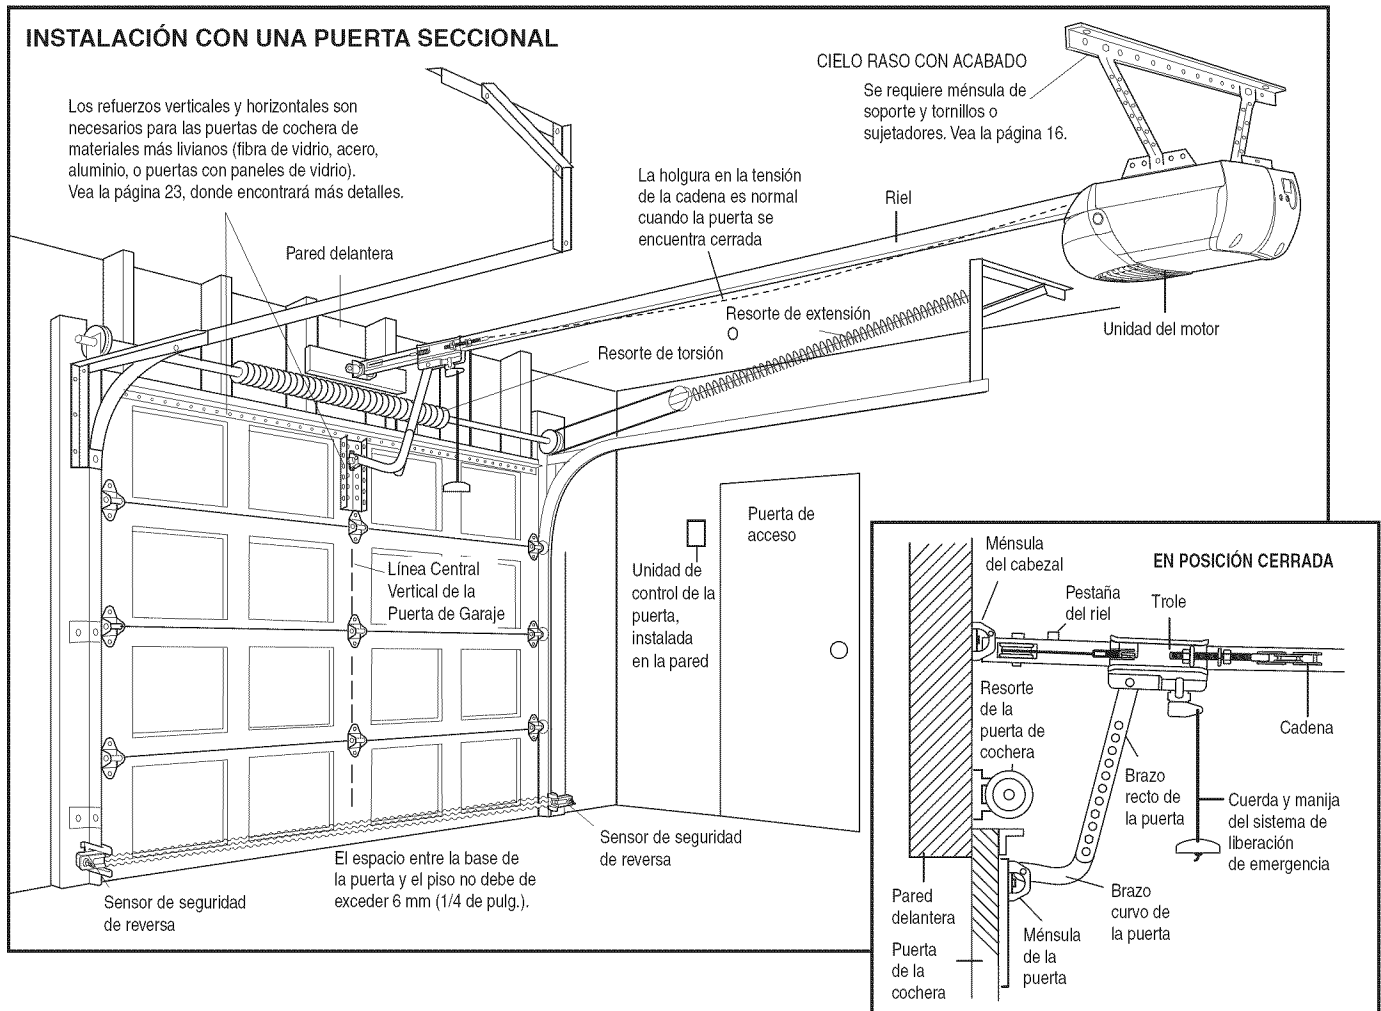 INSTALACIÓN CON UNA PUERTA SECCIONAL
Los refuerzos verticales y horizontales son
necesarios para las puertas de cochera de
materiales más livianos (fibra de vidrio, acero,
aluminio, o puertas con paneles de vidrio).
Vea la página 23, donde encontrará más detalles.
Pared delantera
CIELO RASO CON ACABADO
Se requiere ménsula de
soporte y tornillos o
sujetadores. Vea la página 16.
La holgura en la tensión
de la cadena es normal
cuando la puerta se
encuentra cerrada
Riel
Resorte de extensión
Unidad del motor
Resorte de torsión
Línea Central
Vertical de la
Puerta de Garaje
Unidad de
control de la
puerta,
instalada
en la pared
Puerta de
acceso
Sensor de seguridad
de reversa
El espacio entre la base de
la puerta y el piso no debe de
exceder 6 mm (1/4 de pulg.).
Sensor de seguridad
de reversa
EN POSICIÓN CERRADA
Ménsula
del cabezal
Pestaña
del riel
Trole
Cadena
Resorte
de la
puerta de
cochera
Brazo
recto de
la puerta
Cuerda y manija
del sistema de
liberación
de emergencia
Pared
delantera
Brazo
curvo de
la puerta
Ménsula
de la
puerta
Puerta
de la
cochera